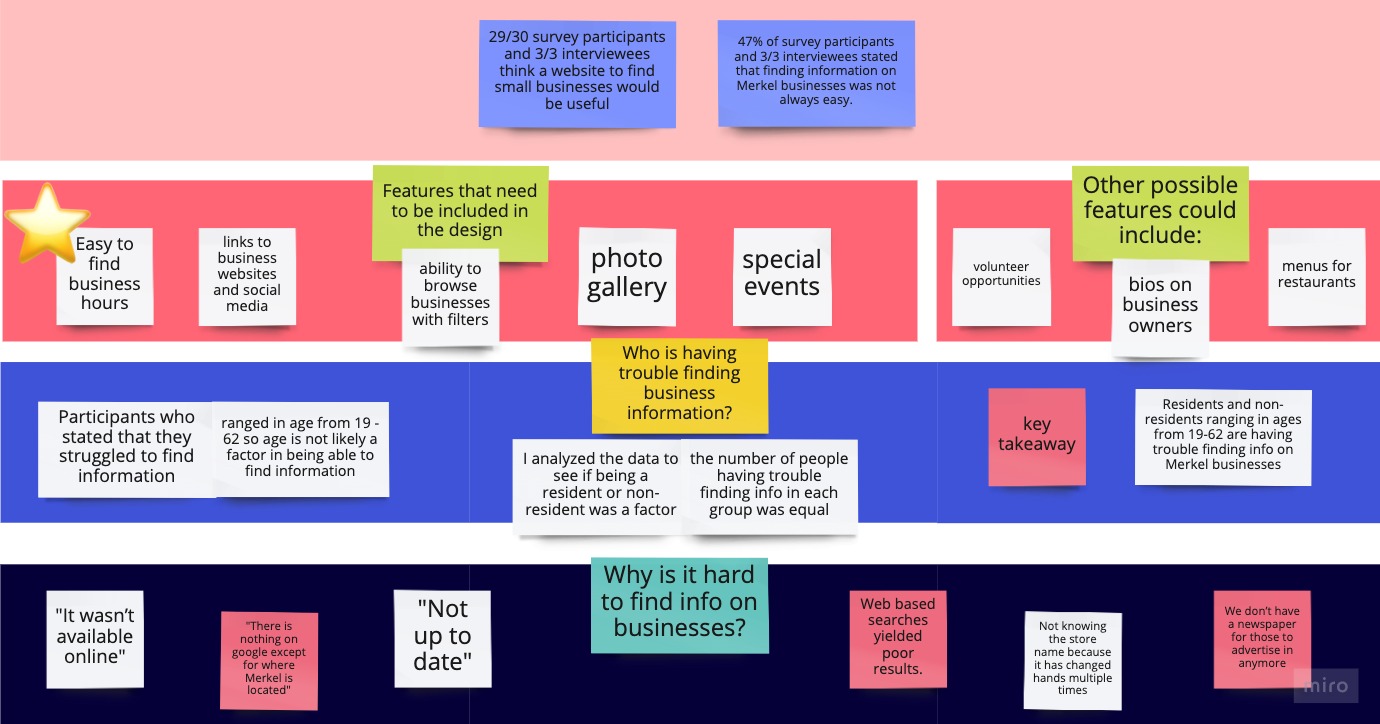 29/30 survey participants
and 3/3 interviewees
think a website to find
small businesses would
be useful
47% of survey participants
and 3/3 interviewees stated
that finding information on
Merkel businesses was not
always easy.
Features that need
to be included in
the design
Easy to
find
business
hours
links to
business
websites
and social
media
ability to
browse
businesses
with filters
photo
gallery
special
events
Other possible
features could
include:
volunteer
opportunities
bios on
business
owners
menus for
restaurants
Who is having
trouble finding
business
information?
Participants who
stated that they
struggled to find
information
ranged in age from 19 -
62 so age is not likely a
factor in being able to
find information
I analyzed the data to
see if being a
resident or non-
resident was a factor
the number of people
having trouble
finding info in each
group was equal
key
takeaway
Residents and non-
residents ranging in ages
from 19-62 are having
trouble finding info on
Merkel businesses
Why is it hard
to find info on
businesses?
"It wasn’t
available
online"
"There is
nothing on
google except
for where
Merkel is
located"
"Not
up to
date"
Web based
searches
yielded
poor
results.
Not knowing
the store
name because
it has changed
hands multiple
times
We don’t have
a newspaper
for those to
advertise in
anymore
miro